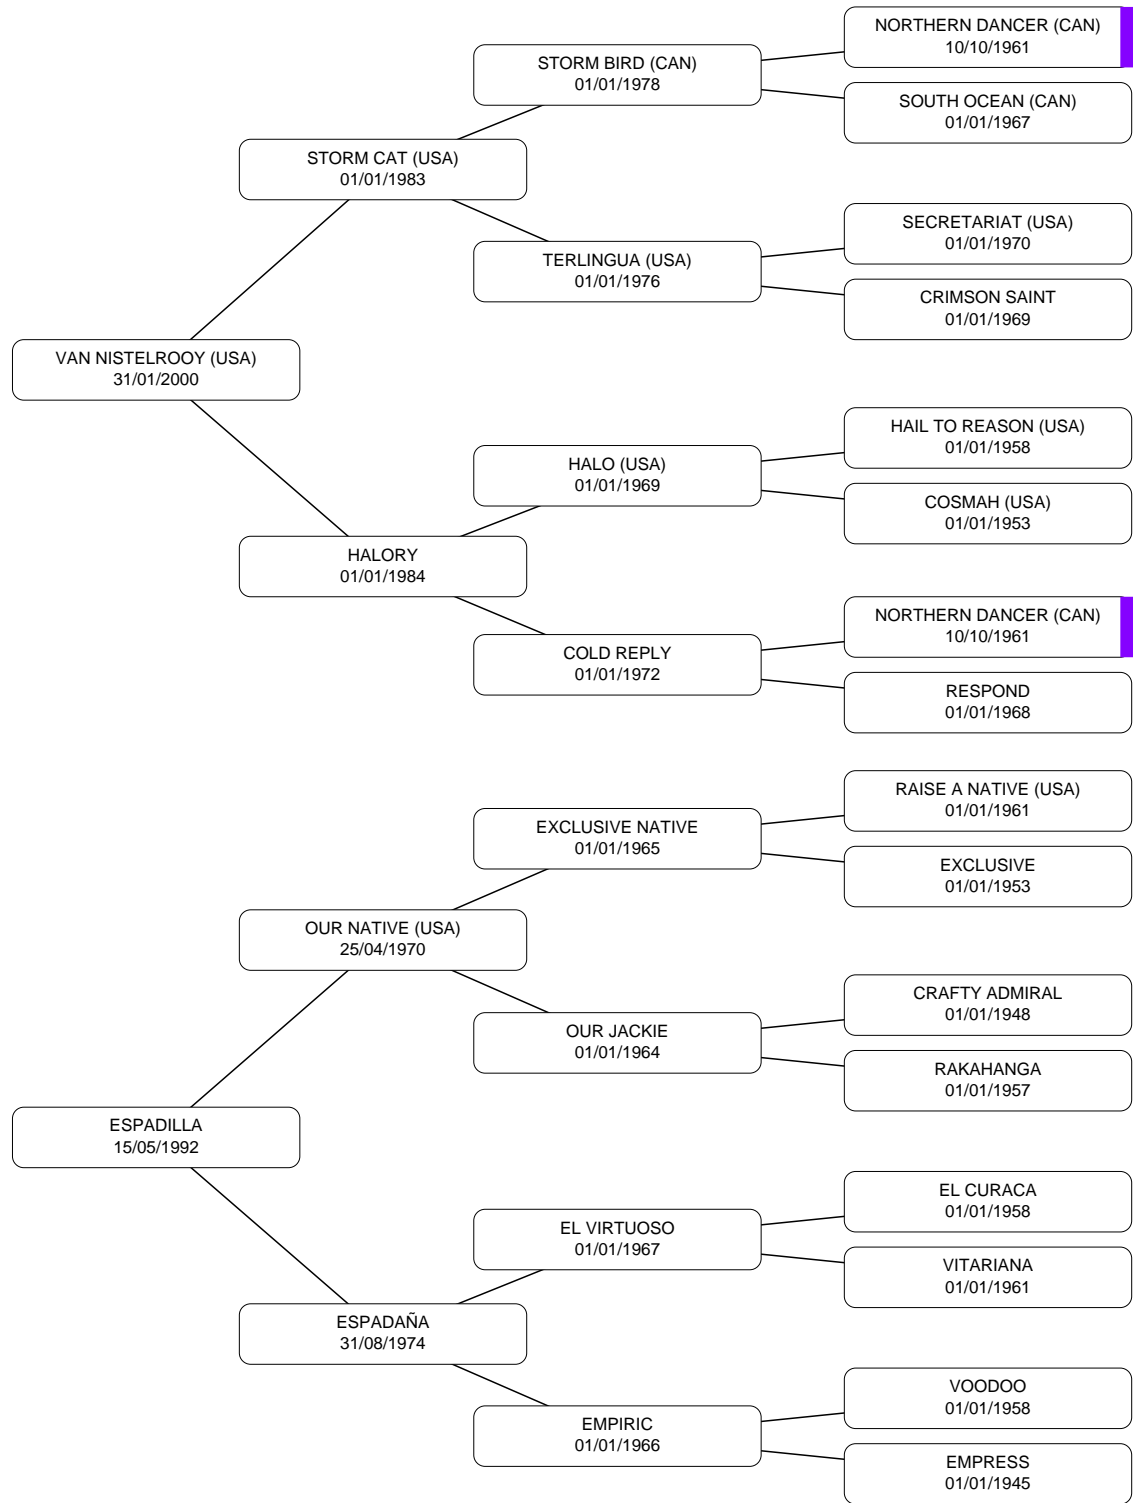 NORTHERN DANCER (CAN)
10/10/1961
STORM BIRD (CAN)
01/01/1978
SOUTH OCEAN (CAN)
01/01/1967
STORM CAT (USA)
01/01/1983
SECRETARIAT (USA)
01/01/1970
TERLINGUA (USA)
01/01/1976
CRIMSON SAINT
01/01/1969
VAN NISTELROOY (USA)
31/01/2000
HAIL TO REASON (USA)
01/01/1958
HALO (USA)
01/01/1969
COSMAH (USA)
01/01/1953
HALORY
01/01/1984
NORTHERN DANCER (CAN)
10/10/1961
COLD REPLY
01/01/1972
RESPOND
01/01/1968
RAISE A NATIVE (USA)
01/01/1961
EXCLUSIVE NATIVE
01/01/1965
EXCLUSIVE
01/01/1953
OUR NATIVE (USA)
25/04/1970
CRAFTY ADMIRAL
01/01/1948
OUR JACKIE
01/01/1964
RAKAHANGA
01/01/1957
ESPADILLA
15/05/1992
EL CURACA
01/01/1958
EL VIRTUOSO
01/01/1967
VITARIANA
01/01/1961
ESPADAÑA
31/08/1974
VOODOO
01/01/1958
EMPIRIC
01/01/1966
EMPRESS
01/01/1945